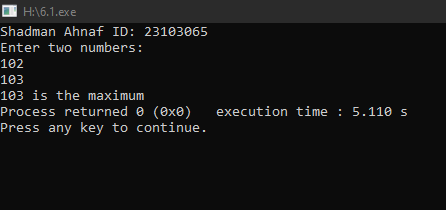 H:\6.1.exe
Shadman Ahnaf ID: 23103065
Enter two numbers:
102
103
103 is the maximum
Process returned 0 (0x0)   execution time : 5.110 s
Press any key to continue.